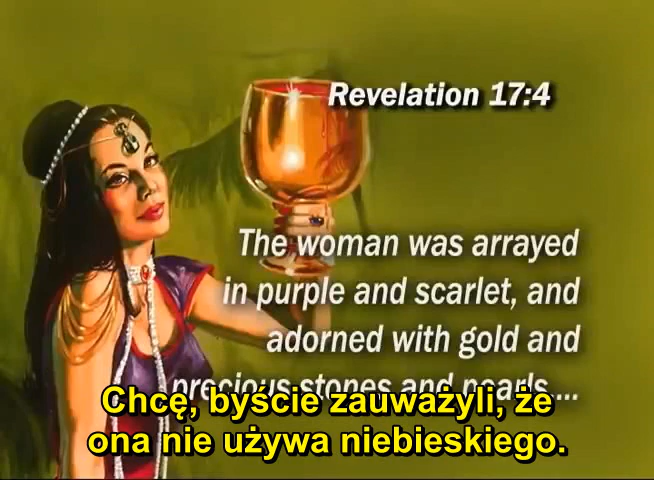 Revelation 17:4
The woman was arrayed
in purple and scarlet, and
adorned with gold and
precious stones and pearls ...
Chcę, byście zauważyli, że
ona nie używa niebieskiego.